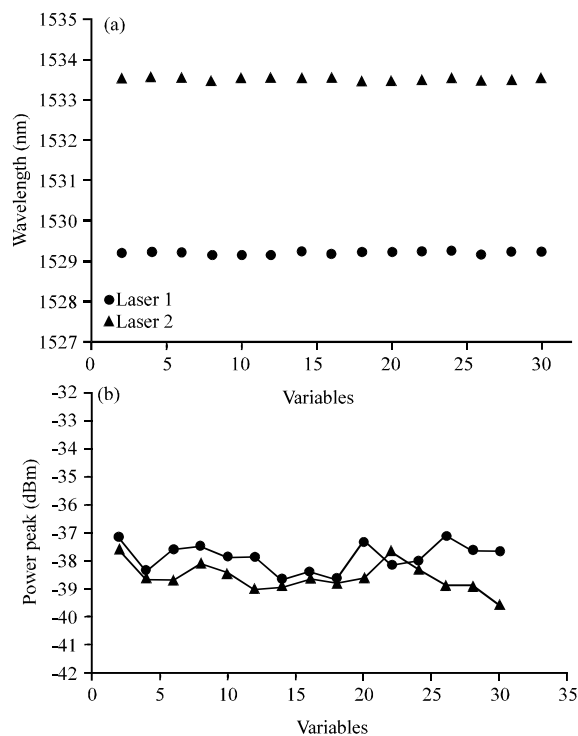 (a)
1535
1534
1533
1532
1531
1530
1529
1528
1527
Wavelength (nm)
Laser 1
Laser 2
0 5 10 15 20 25 30
Variables
(b)
-32
-33
-34
-35
-36
-37
-38
-39
-40
-41
-42
Power peak (dBm)
0 5 10 15 20 25 30 35
Variables